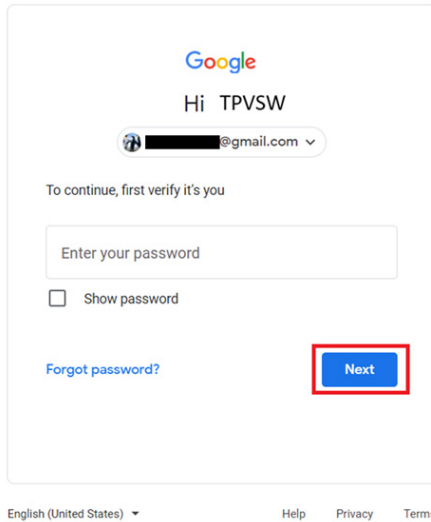 Google
Hi TPVSW
@gmail.com
To continue, first verify it's you
Enter your password
Show password
Forgot password?
Next
English (United States)
Help Privacy Term